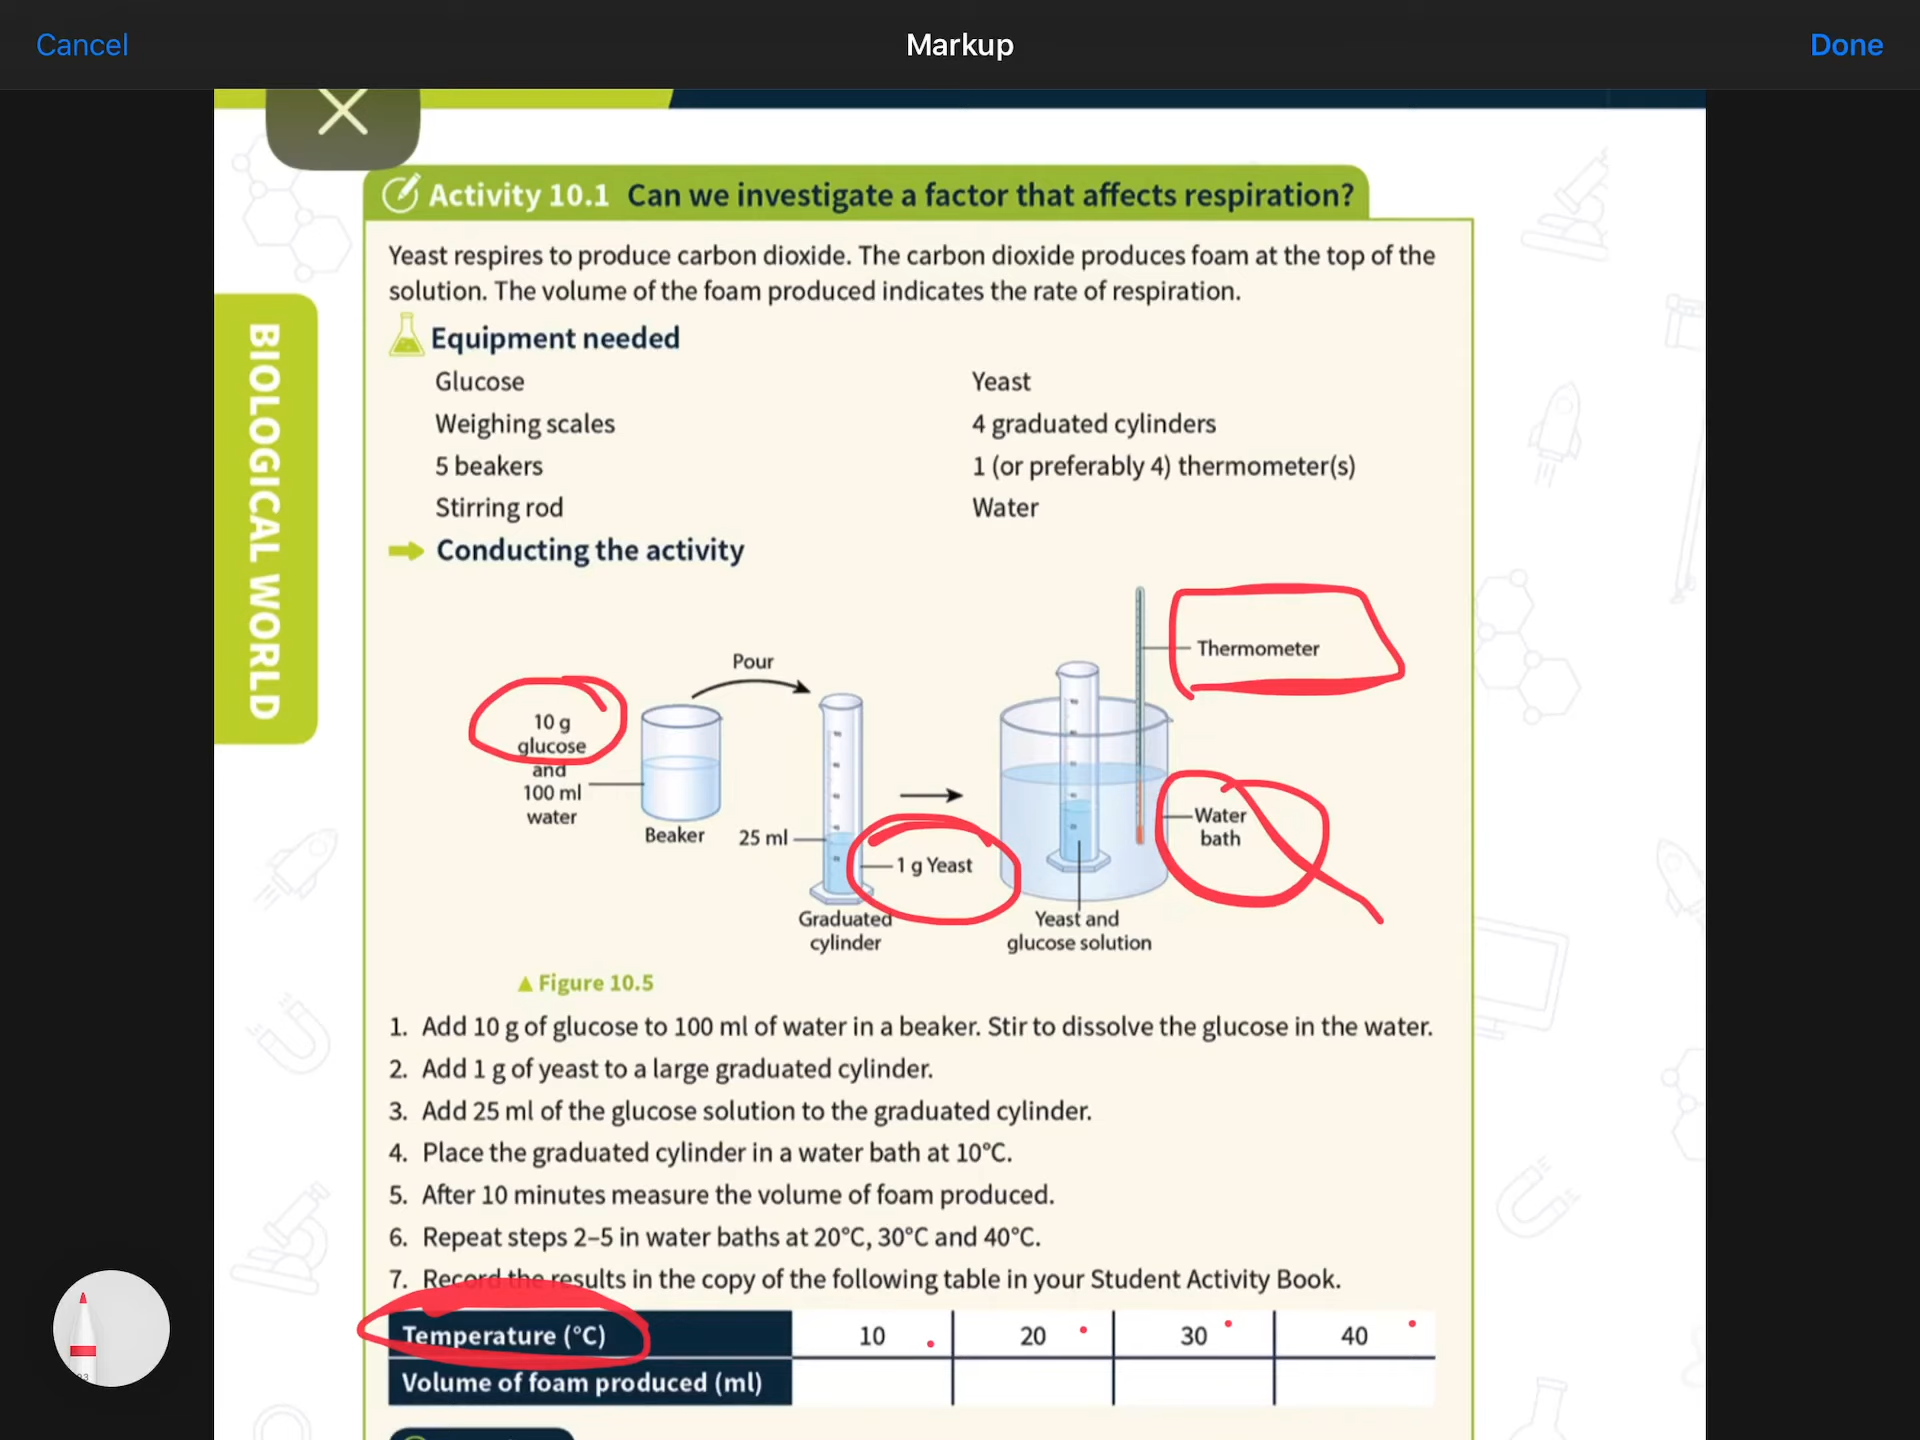 Cancel
Markup
Done
Activity 10.1 Can we investigate a factor that affects respiration?
Yeast respires to produce carbon dioxide. The carbon dioxide produces foam at the top of the
solution. The volume of the foam produced indicates the rate of respiration.
Equipment needed
Glucose
Yeast
Weighing scales
4 graduated cylinders
5 beakers
1 (or preferably 4) thermometer(s)
Stirring rod
Water
BIOLOGICAL WORLD
Conducting the activity
Thermometer
Pour
10 g
glucose
and
100 ml
water
Beaker
25 ml
1 g Yeast
Graduated
cylinder
Water
bath
Yeast and
glucose solution
▲ Figure 10.5
1. Add 10 g of glucose to 100 ml of water in a beaker. Stir to dissolve the glucose in the water.
2. Add 1 g of yeast to a large graduated cylinder.
3. Add 25 ml of the glucose solution to the graduated cylinder.
4. Place the graduated cylinder in a water bath at 10°C.
5. After 10 minutes measure the volume of foam produced.
6. Repeat steps 2–5 in water baths at 20°C, 30°C and 40°C.
7. Record the results in the copy of the following table in your Student Activity Book.
Temperature (°C) 10 20 30 40
Volume of foam produced (ml)